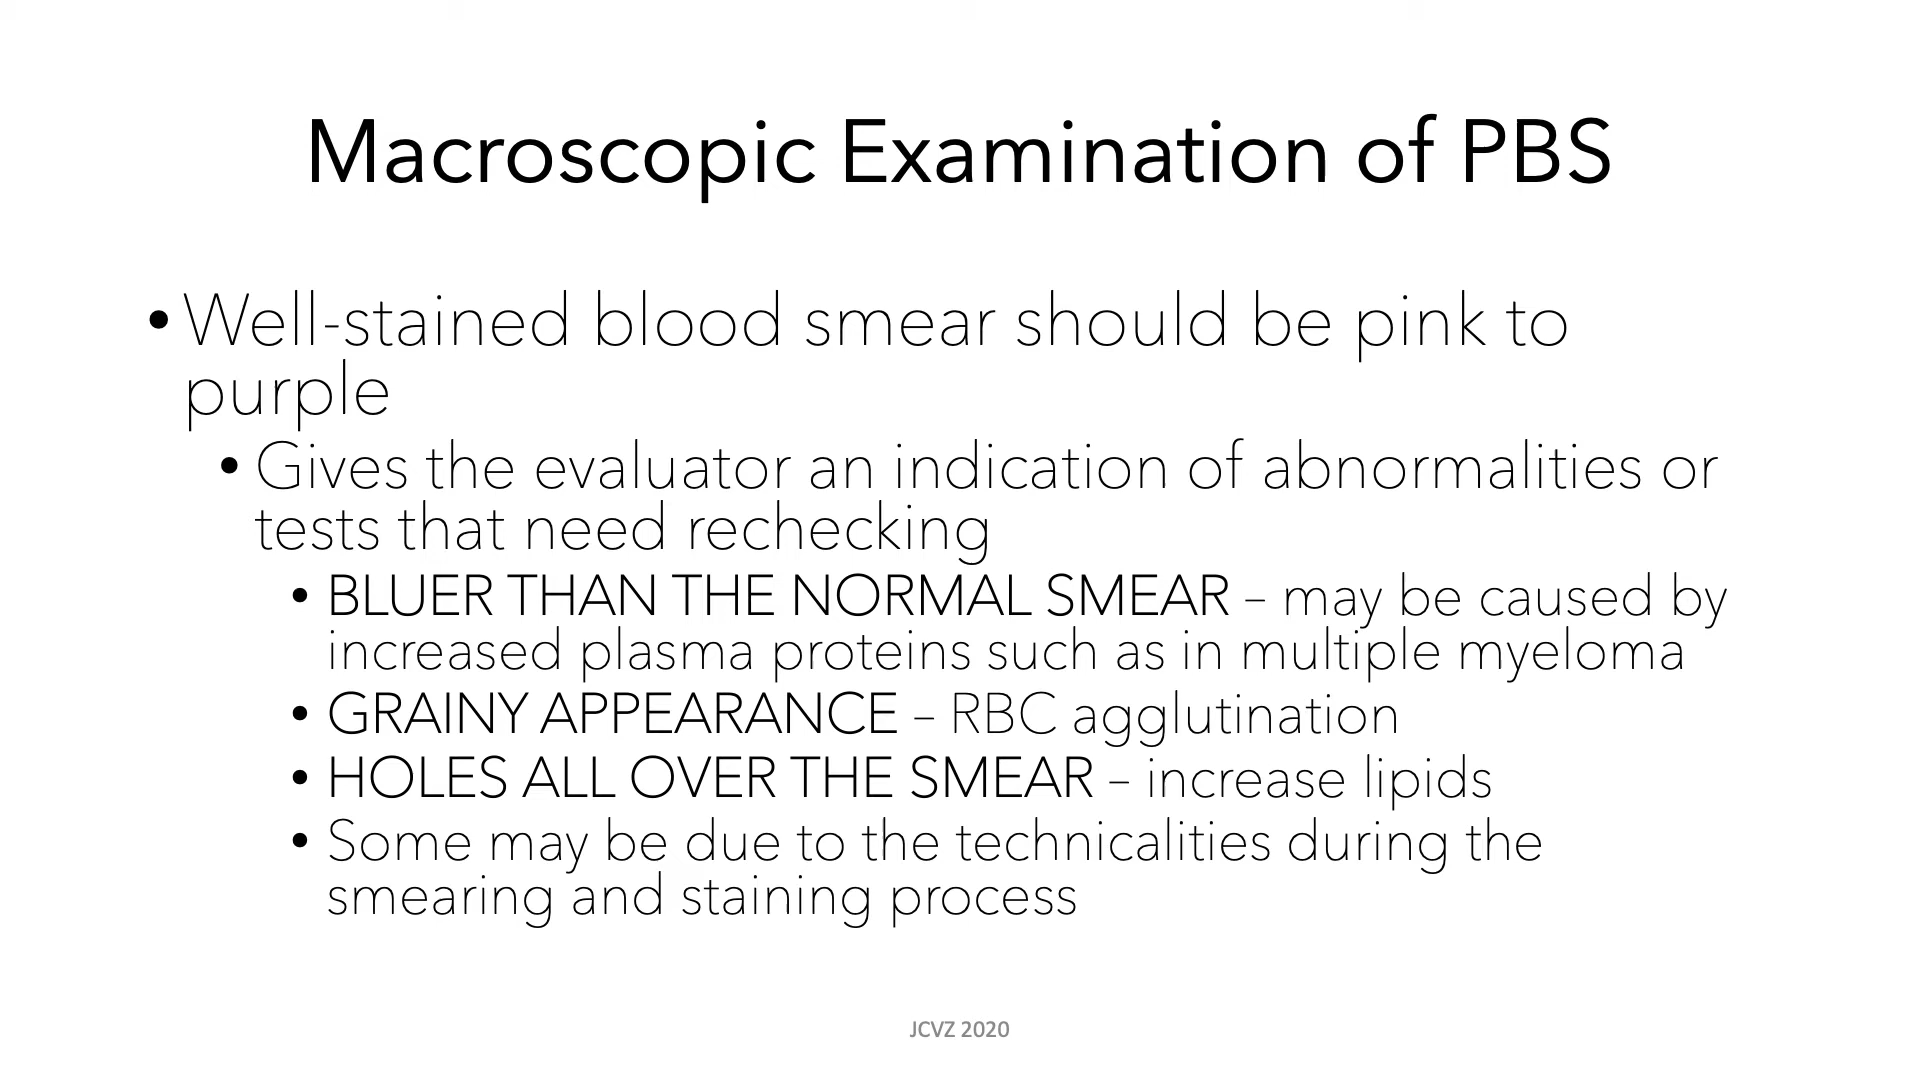 Macroscopic Examination of PBS
• Well-stained blood smear should be pink to
purple
• Gives the evaluator an indication of abnormalities or
tests that need rechecking
• BLUER THAN THE NORMAL SMEAR – may be caused by
increased plasma proteins such as in multiple myeloma
• GRAINY APPEARANCE – RBC agglutination
• HOLES ALL OVER THE SMEAR – increase lipids
• Some may be due to the technicalities during the
smearing and staining process
JCVZ 2020